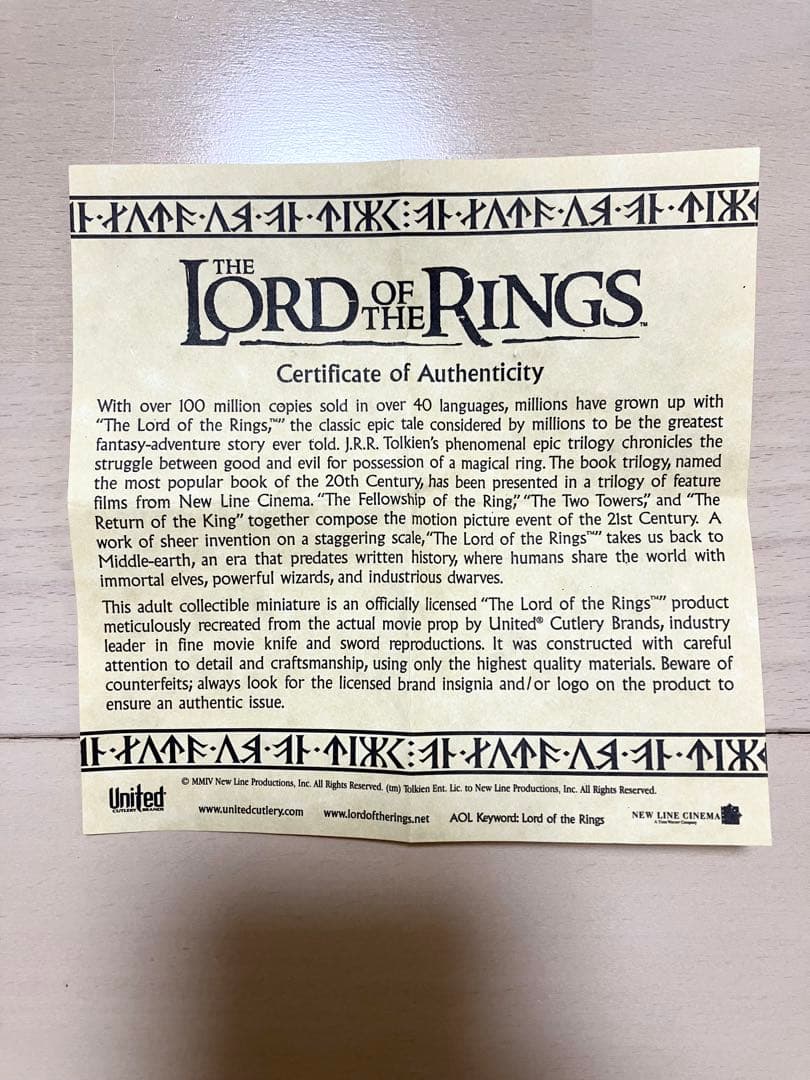 THE
LORD OF THE RINGS™
Certificate of Authenticity
With over 100 million copies sold in over 40 languages, millions have grown up with
“The Lord of the Rings,™” the classic epic tale considered by millions to be the greatest
fantasy-adventure story ever told. J.R.R. Tolkien’s phenomenal epic trilogy chronicles the
struggle between good and evil for possession of a magical ring. The book trilogy, named
the most popular book of the 20th Century, has been presented in a trilogy of feature
films from New Line Cinema. “The Fellowship of the Ring,” “The Two Towers,” and “The
Return of the King” together compose the motion picture event of the 21st Century. A
work of sheer invention on a staggering scale, “The Lord of the Rings™” takes us back to
Middle-earth, an era that predates written history, where humans share the world with
immortal elves, powerful wizards, and industrious dwarves.
This adult collectible miniature is an officially licensed “The Lord of the Rings™” product
meticulously recreated from the actual movie prop by United® Cutlery Brands, industry
leader in fine movie knife and sword reproductions. It was constructed with careful
attention to detail and craftsmanship, using only the highest quality materials. Beware of
counterfeits; always look for the licensed brand insignia and/or logo on the product to
ensure an authentic issue.
© MMIV New Line Productions, Inc. All Rights Reserved. (tm) Tolkien Ent. Lic. to New Line Productions, Inc. All Rights Reserved.
United
CUTLERY BRANDS
www.unitedcutlery.com www.lordoftherings.net AOL Keyword: Lord of the Rings
NEW LINE CINEMA
A Time Warner Company